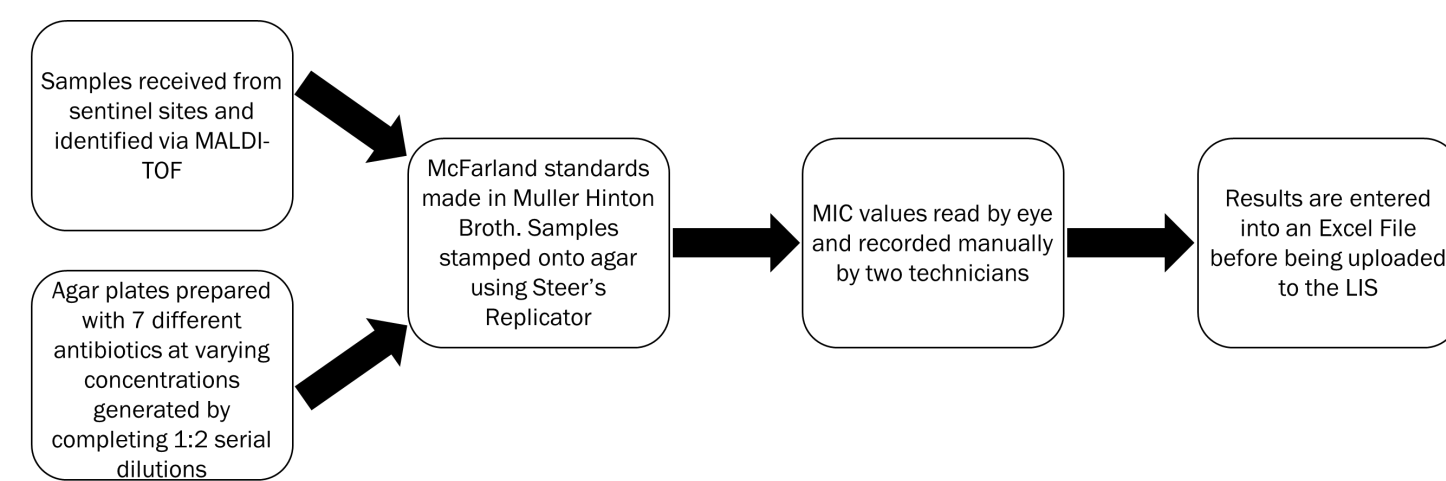 Samples received from
sentinel sites and
identified via MALDI-
TOF
Agar plates prepared
with 7 different
antibiotics at varying
concentrations
generated by
completing 1:2 serial
dilutions
McFarland standards
made in Muller Hinton
Broth. Samples
stamped onto agar
using Steer’s
Replicator
MIC values read by eye
and recorded manually
by two technicians
Results are entered
into an Excel File
before being uploaded
to the LIS